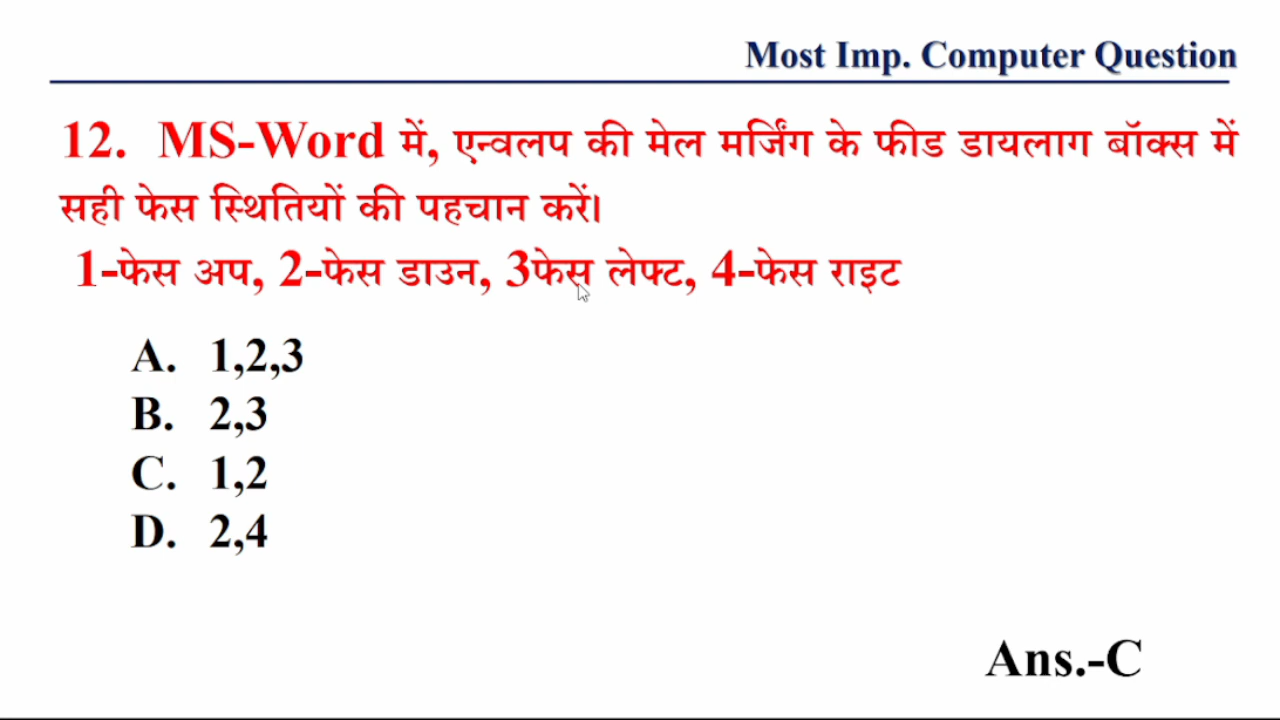 Most Imp. Computer Question
12. MS-Word में, एन्वलप की मेल मर्जिंग के फीड डायलाग बॉक्स में
सही फेस स्थितियों की पहचान करें।
1-फेस अप, 2-फेस डाउन, 3फेस लेफ्ट, 4-फेस राइट
A. 1,2,3
B. 2,3
C. 1,2
D. 2,4
Ans.-C